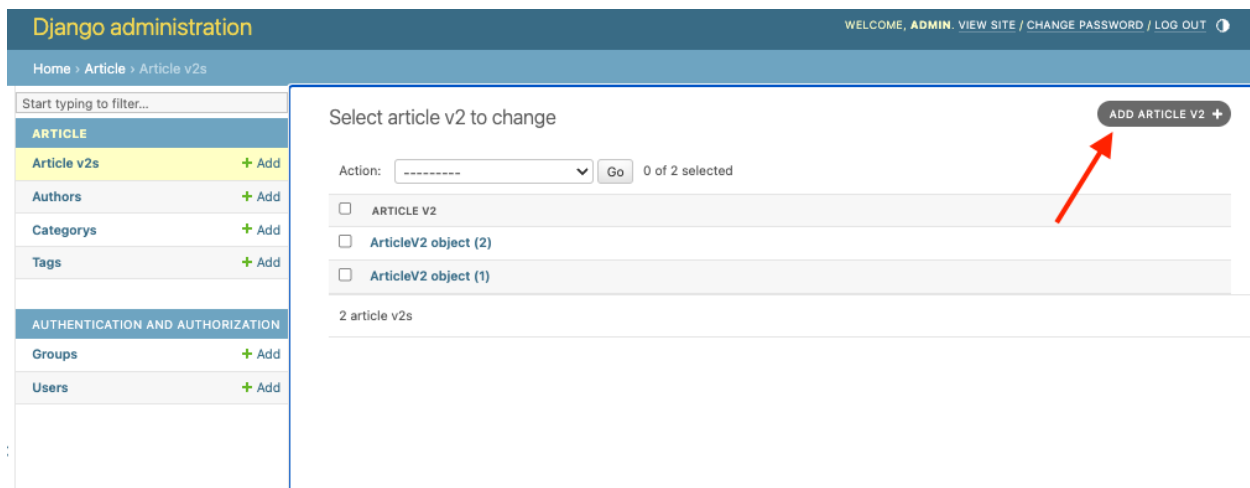 Django administration
WELCOME, ADMIN. VIEW SITE / CHANGE PASSWORD / LOG OUT
Home › Article › Article v2s
Start typing to filter...
ARTICLE
Article v2s + Add
Authors + Add
Categorys + Add
Tags + Add
AUTHENTICATION AND AUTHORIZATION
Groups + Add
Users + Add
Select article v2 to change
ADD ARTICLE V2 +
Action: --------- Go 0 of 2 selected
ARTICLE V2
ArticleV2 object (2)
ArticleV2 object (1)
2 article v2s